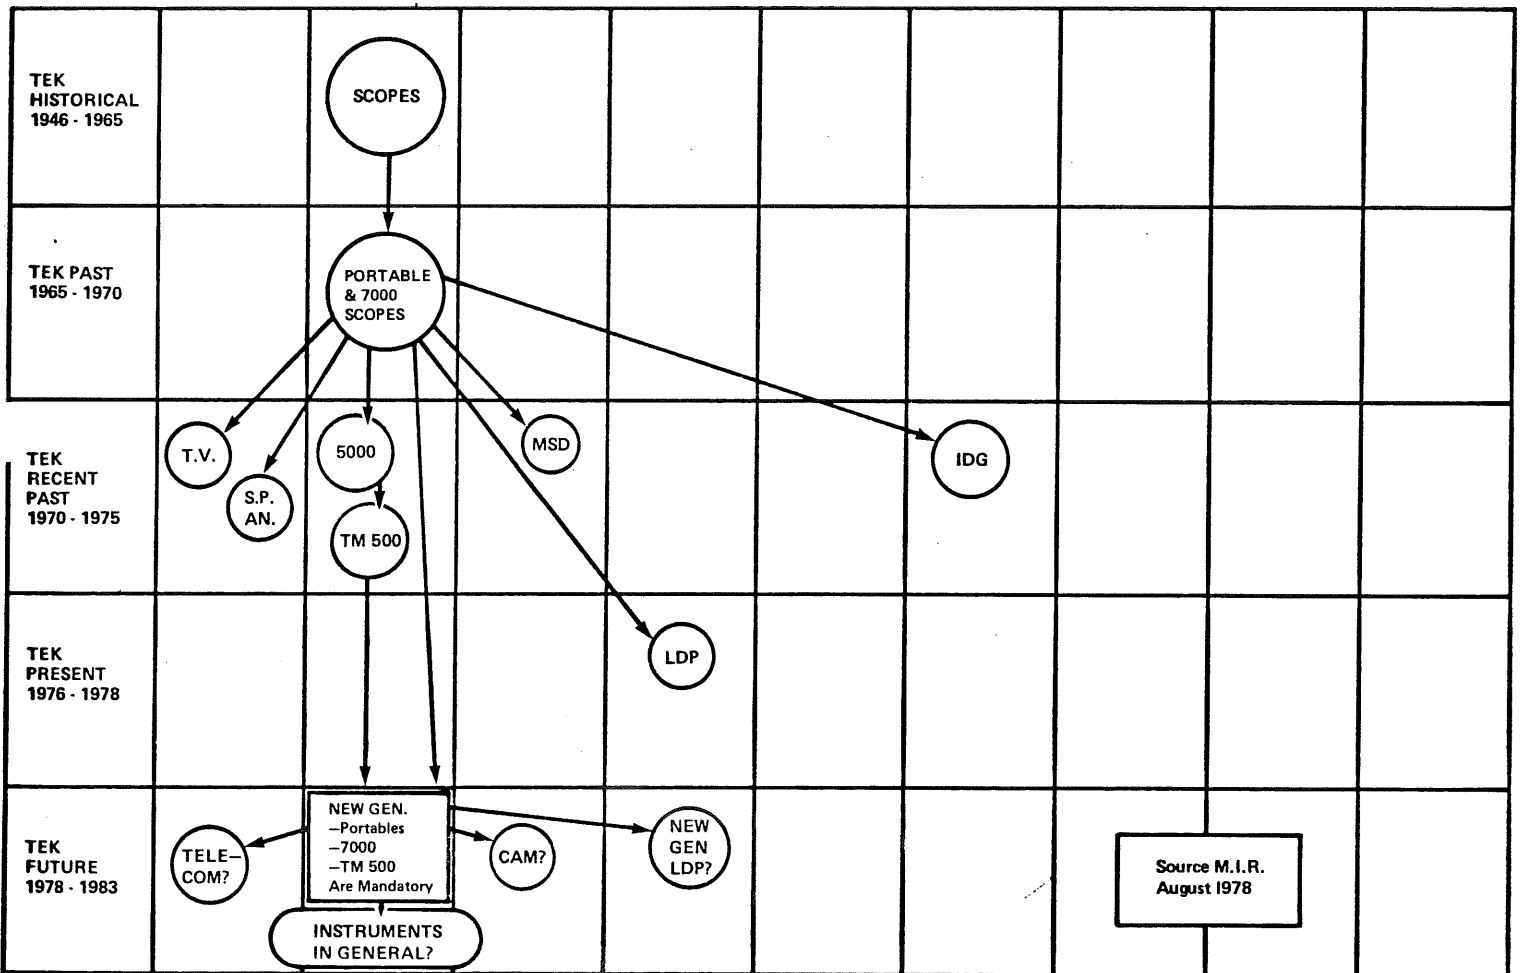 TEK
HISTORICAL
1946 - 1965
SCOPES
TEK PAST
1965 - 1970
PORTABLE
& 7000
SCOPES
TEK
RECENT
PAST
1970 - 1975
T.V.
S.P.
AN.
5000
TM 500
MSD
IDG
TEK
PRESENT
1976 - 1978
LDP
TEK
FUTURE
1978 - 1983
TELE—
COM?
NEW GEN.
—Portables
—7000
—TM 500
Are Mandatory
INSTRUMENTS
IN GENERAL?
CAM?
NEW
GEN
LDP?
Source M.I.R.
August 1978